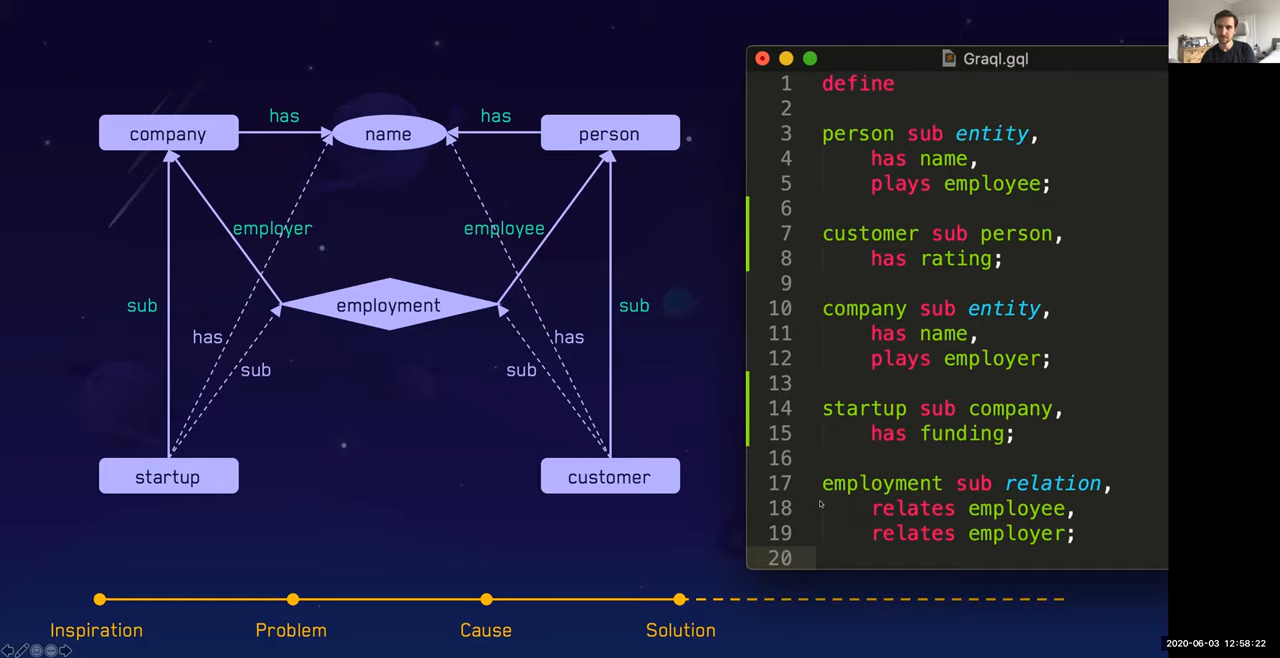 company
has
name
has
person
employer
employee
sub
employment
sub
has
sub
sub
has
startup
customer
Graql.gql
1 define
2
3 person sub entity,
4 has name,
5 plays employee;
6
7 customer sub person,
8 has rating;
9
10 company sub entity,
11 has name,
12 plays employer;
13
14 startup sub company,
15 has funding;
16
17 employment sub relation,
18 relates employee,
19 relates employer;
20
Inspiration
Problem
Cause
Solution
2020-06-03 12:58:22